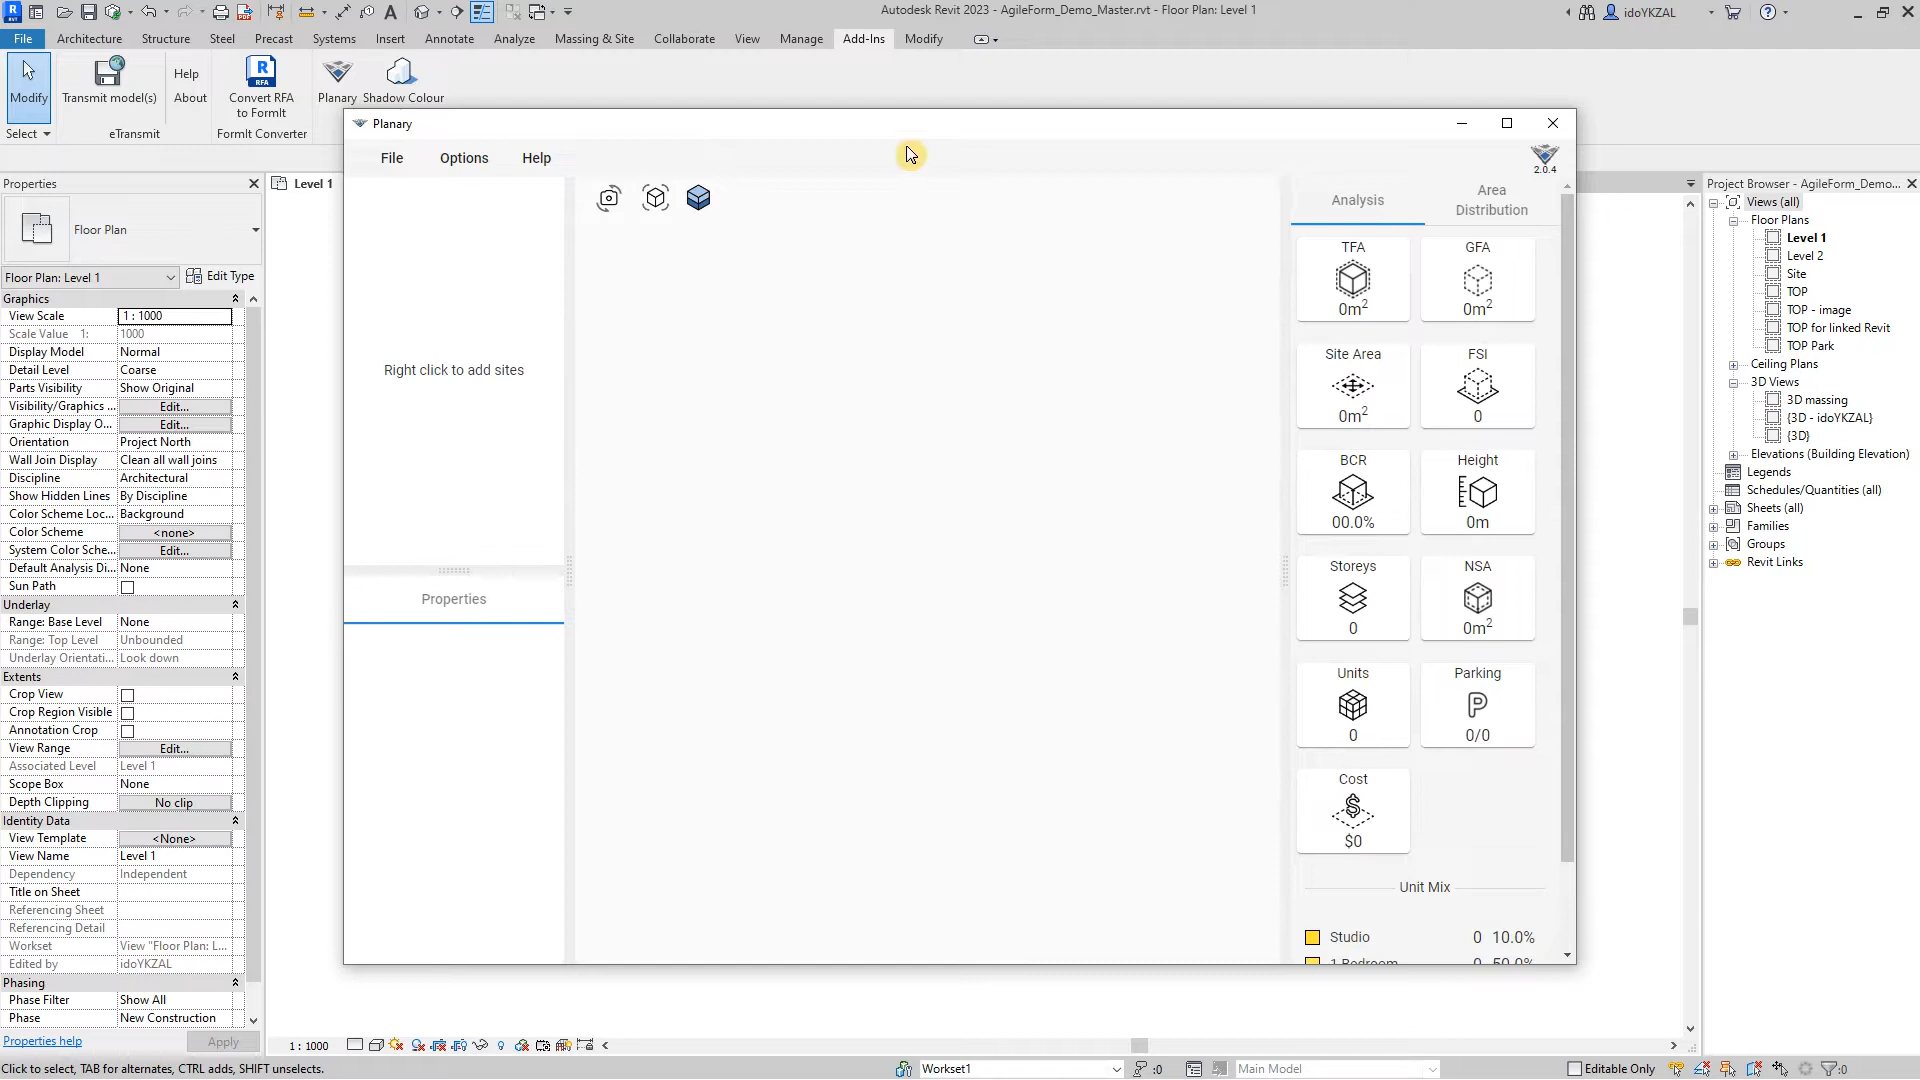 Autodesk Revit 2023 - AgileForm_Demo_Master.rvt - Floor Plan: Level 1
idoYKZAL
File
Architecture
Structure
Steel
Precast
Systems
Insert
Annotate
Analyze
Massing & Site
Collaborate
View
Manage
Add-Ins
Modify
Modify
Transmit model(s)
Help
About
Convert RFA
to FormIt
Planary
Shadow Colour
Select
eTransmit
FormIt Converter
Properties
Floor Plan
Floor Plan: Level 1
Edit Type
Graphics
View Scale 1 : 1000
Scale Value 1: 1000
Display Model Normal
Detail Level Coarse
Parts Visibility Show Original
Visibility/Graphics ... Edit...
Graphic Display O... Edit...
Orientation Project North
Wall Join Display Clean all wall joins
Discipline Architectural
Show Hidden Lines By Discipline
Color Scheme Loc... Background
Color Scheme <none>
System Color Sche... Edit...
Default Analysis Di... None
Sun Path
Underlay
Range: Base Level None
Range: Top Level Unbounded
Underlay Orientati... Look down
Extents
Crop View
Crop Region Visible
Annotation Crop
View Range Edit...
Associated Level Level 1
Scope Box None
Depth Clipping No clip
Identity Data
View Template <None>
View Name Level 1
Dependency Independent
Title on Sheet
Referencing Sheet
Referencing Detail
Workset View "Floor Plan: L...
Edited by idoYKZAL
Phasing
Phase Filter Show All
Phase New Construction
Properties help
Apply
Level 1
Planary
File
Options
Help
2.0.4
Right click to add sites
Properties
Analysis
Area
Distribution
TFA
0m²
GFA
0m²
Site Area
0m²
FSI
0
BCR
00.0%
Height
0m
Storeys
0
NSA
0m²
Units
0
Parking
0/0
Cost
$0
Unit Mix
Studio 0 10.0%
1 Bedroom 0 50.0%
Project Browser - AgileForm_Demo...
Views (all)
Floor Plans
Level 1
Level 2
Site
TOP
TOP - image
TOP for linked Revit
TOP Park
Ceiling Plans
3D Views
3D massing
{3D - idoYKZAL}
{3D}
Elevations (Building Elevation)
Legends
Schedules/Quantities (all)
Sheets (all)
Families
Groups
Revit Links
1 : 1000
Click to select, TAB for alternates, CTRL adds, SHIFT unselects.
Workset1
:0
Main Model
Editable Only
:0